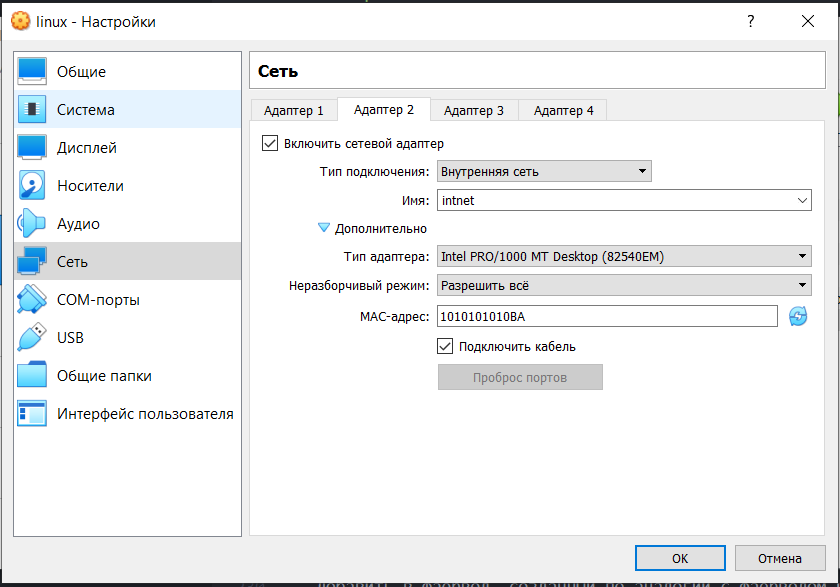 linux - Настройки
?
Общие
Система
Дисплей
Носители
Аудио
Сеть
COM-порты
USB
Общие папки
Интерфейс пользователя
Сеть
Адаптер 1
Адаптер 2
Адаптер 3
Адаптер 4
Включить сетевой адаптер
Тип подключения: Внутренняя сеть
Имя: intnet
Дополнительно
Тип адаптера: Intel PRO/1000 MT Desktop (82540EM)
Неразборчивый режим: Разрешить всё
MAC-адрес: 1010101010BA
Подключить кабель
Проброс портов
OK
Отмена